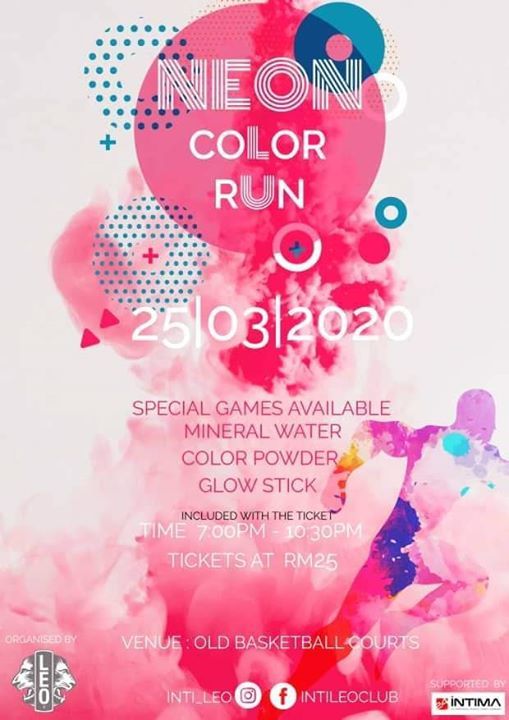 NEON
COLOR
RUN
25|03|2020
SPECIAL GAMES AVAILABLE
MINERAL WATER
COLOR POWDER
GLOW STICK
INCLUDED WITH THE TICKET
TIME 7:00PM - 10:30PM
TICKETS AT RM25
VENUE : OLD BASKETBALL COURTS
ORGANISED BY
LEO
INTI_LEO
INTILEOCLUB
SUPPORTED BY
INTIMA